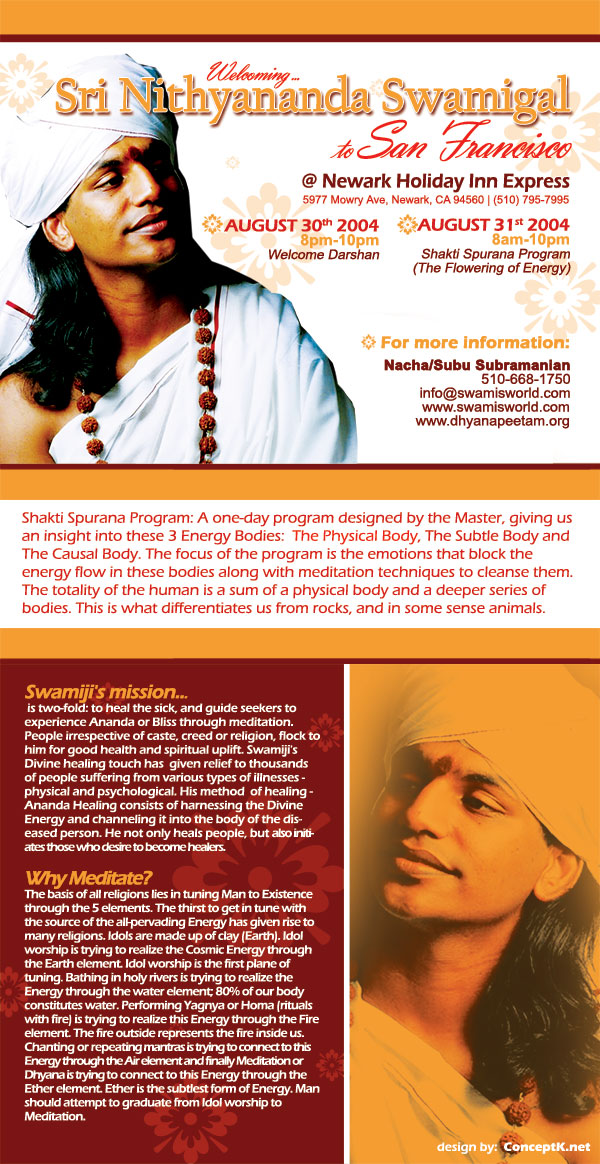 Welcoming...
Sri Nithyananda Swamigal
to San Francisco
@ Newark Holiday Inn Express
5977 Mowry Ave, Newark, CA 94560 | (510) 795-7995
AUGUST 30th 2004
8pm-10pm
Welcome Darshan
AUGUST 31st 2004
8am-10pm
Shakti Spurana Program
(The Flowering of Energy)
For more information:
Nacha/Subu Subramanian
510-668-1750
info@swamisworld.com
www.swamisworld.com
www.dhyanapeetam.org
Shakti Spurana Program: A one-day program designed by the Master, giving us
an insight into these 3 Energy Bodies:  The Physical Body, The Subtle Body and
The Causal Body. The focus of the program is the emotions that block the
energy flow in these bodies along with meditation techniques to cleanse them.
The totality of the human is a sum of a physical body and a deeper series of
bodies. This is what differentiates us from rocks, and in some sense animals.
Swamiji's mission...
is two-fold: to heal the sick, and guide seekers to
experience Ananda or Bliss through meditation.
People irrespective of caste, creed or religion, flock to
him for good health and spiritual uplift. Swamiji's
Divine healing touch has  given relief to thousands
of people suffering from various types of illnesses -
physical and psychological. His method  of healing -
Ananda Healing consists of harnessing the Divine
Energy and channeling it into the body of the dis-
eased person. He not only heals people, but also initi-
ates those who desire to become healers.
Why Meditate?
The basis of all religions lies in tuning Man to Existence
through the 5 elements. The thirst to get in tune with
the source of the all-pervading Energy has given rise to
many religions. Idols are made up of clay (Earth). Idol
worship is trying to realize the Cosmic Energy through
the Earth element. Idol worship is the first plane of
tuning. Bathing in holy rivers is trying to realize the
Energy through the water element; 80% of our body
constitutes water. Performing Yagnya or Homa (rituals
with fire) is trying to realize this Energy through the Fire
element. The fire outside represents the fire inside us.
Chanting or repeating mantras is trying to connect to this
Energy through the Air element and finally Meditation or
Dhyana is trying to connect to this Energy through the
Ether element. Ether is the subtlest form of Energy. Man
should attempt to graduate from Idol worship to
Meditation.
design by: ConceptK.net